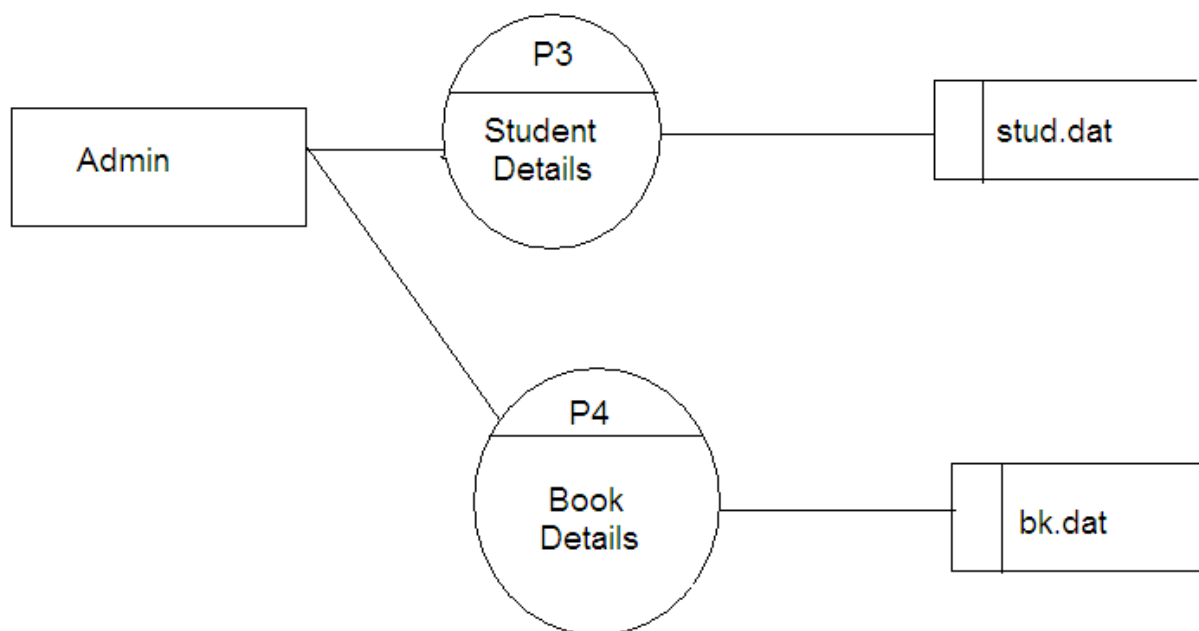 P3
Admin
Student
Details
stud.dat
P4
Book
Details
bk.dat